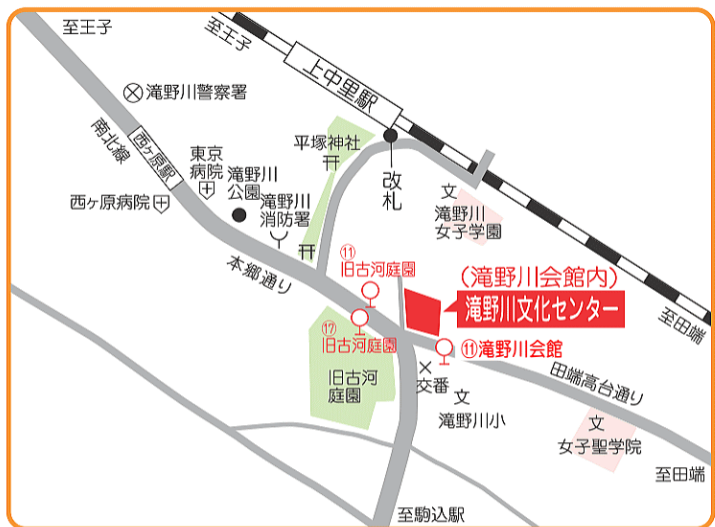 至王子
至王子
上中里駅
滝野川警察署
南北線
西ケ原駅
東京
病院
平塚神社
滝野川
公園
改札
西ケ原病院
滝野川
消防署
文
滝野川
女子学園
本郷通り
⑪
旧古河庭園
(滝野川会館内)
滝野川文化センター
至田端
⑰
旧古河庭園
⑪滝野川会館
旧古河
庭園
交番
文
滝野川小
田端高台通り
文
女子聖学院
至田端
至駒込駅